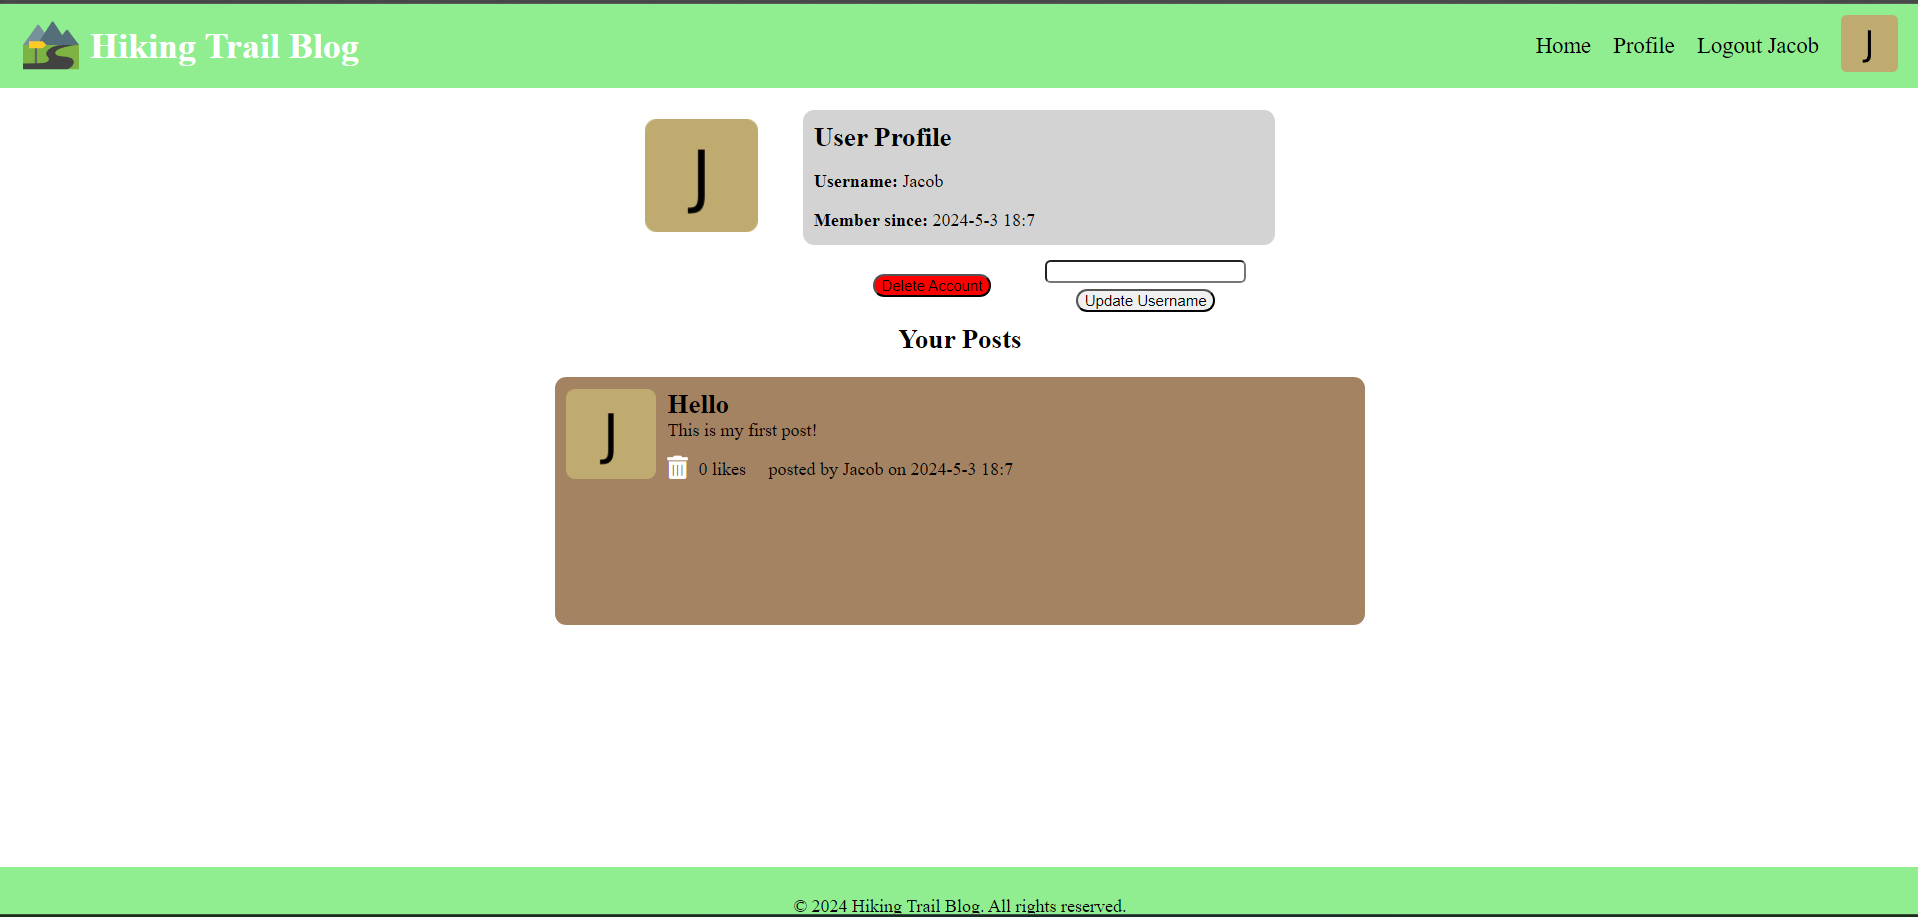 Hiking Trail Blog
Home Profile Logout Jacob J
J
User Profile
Username: Jacob
Member since: 2024-5-3 18:7
Delete Account
Update Username
Your Posts
J
Hello
This is my first post!
0 likes posted by Jacob on 2024-5-3 18:7
© 2024 Hiking Trail Blog. All rights reserved.